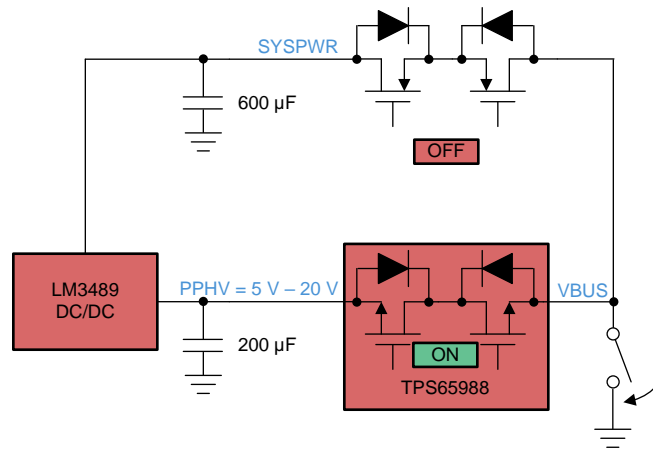 SYSPWR
600 µF
OFF
LM3489
DC/DC
PPHV = 5 V – 20 V
VBUS
200 µF
ON
TPS65988